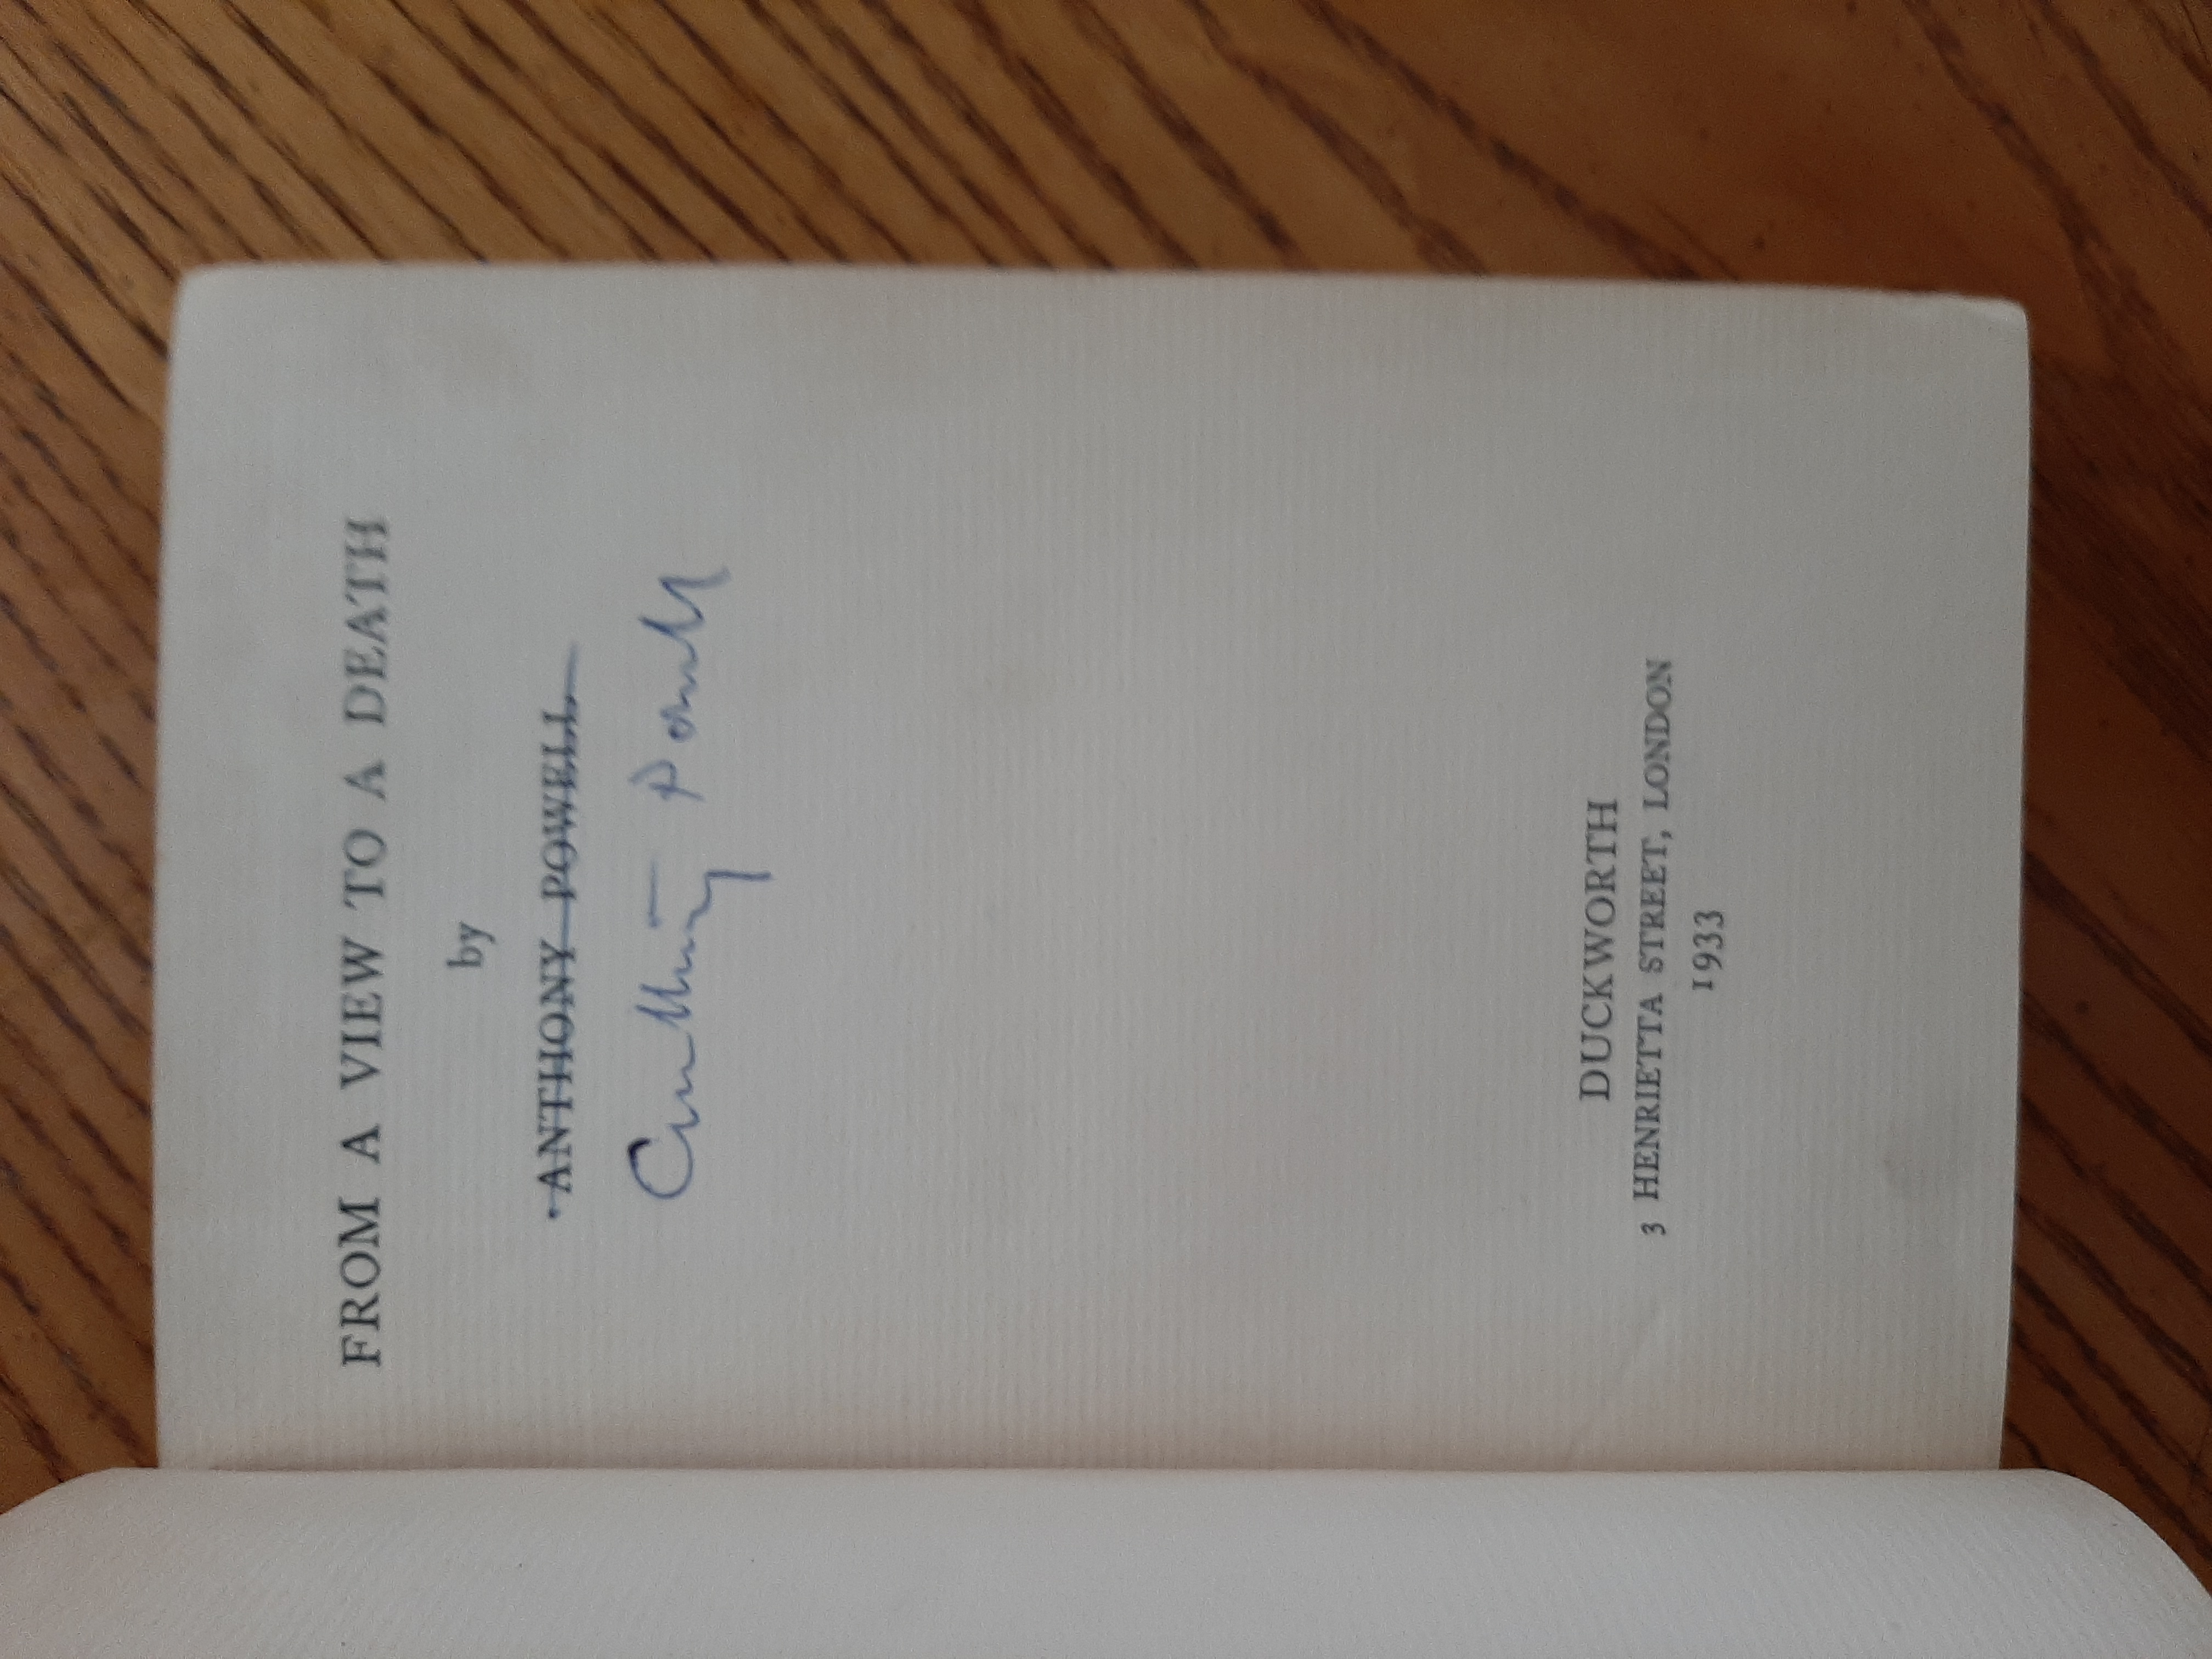 FROM A VIEW TO A DEATH
by
ANTHONY POWELL
Anthony Powell
DUCKWORTH
3 HENRIETTA STREET, LONDON
1933